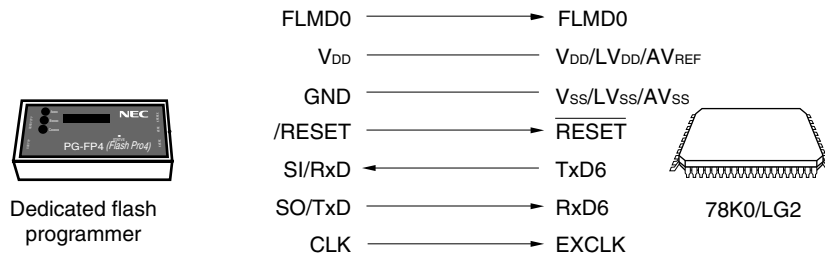 FLMD0 FLMD0
VDD VDD/LVDD/AVREF
GND VSS/LVSS/AVSS
/RESET RESET
SI/RxD TxD6
SO/TxD RxD6
CLK EXCLK
NEC
PG-FP4 (Flash Pro4)
Dedicated flash
programmer
78K0/LG2